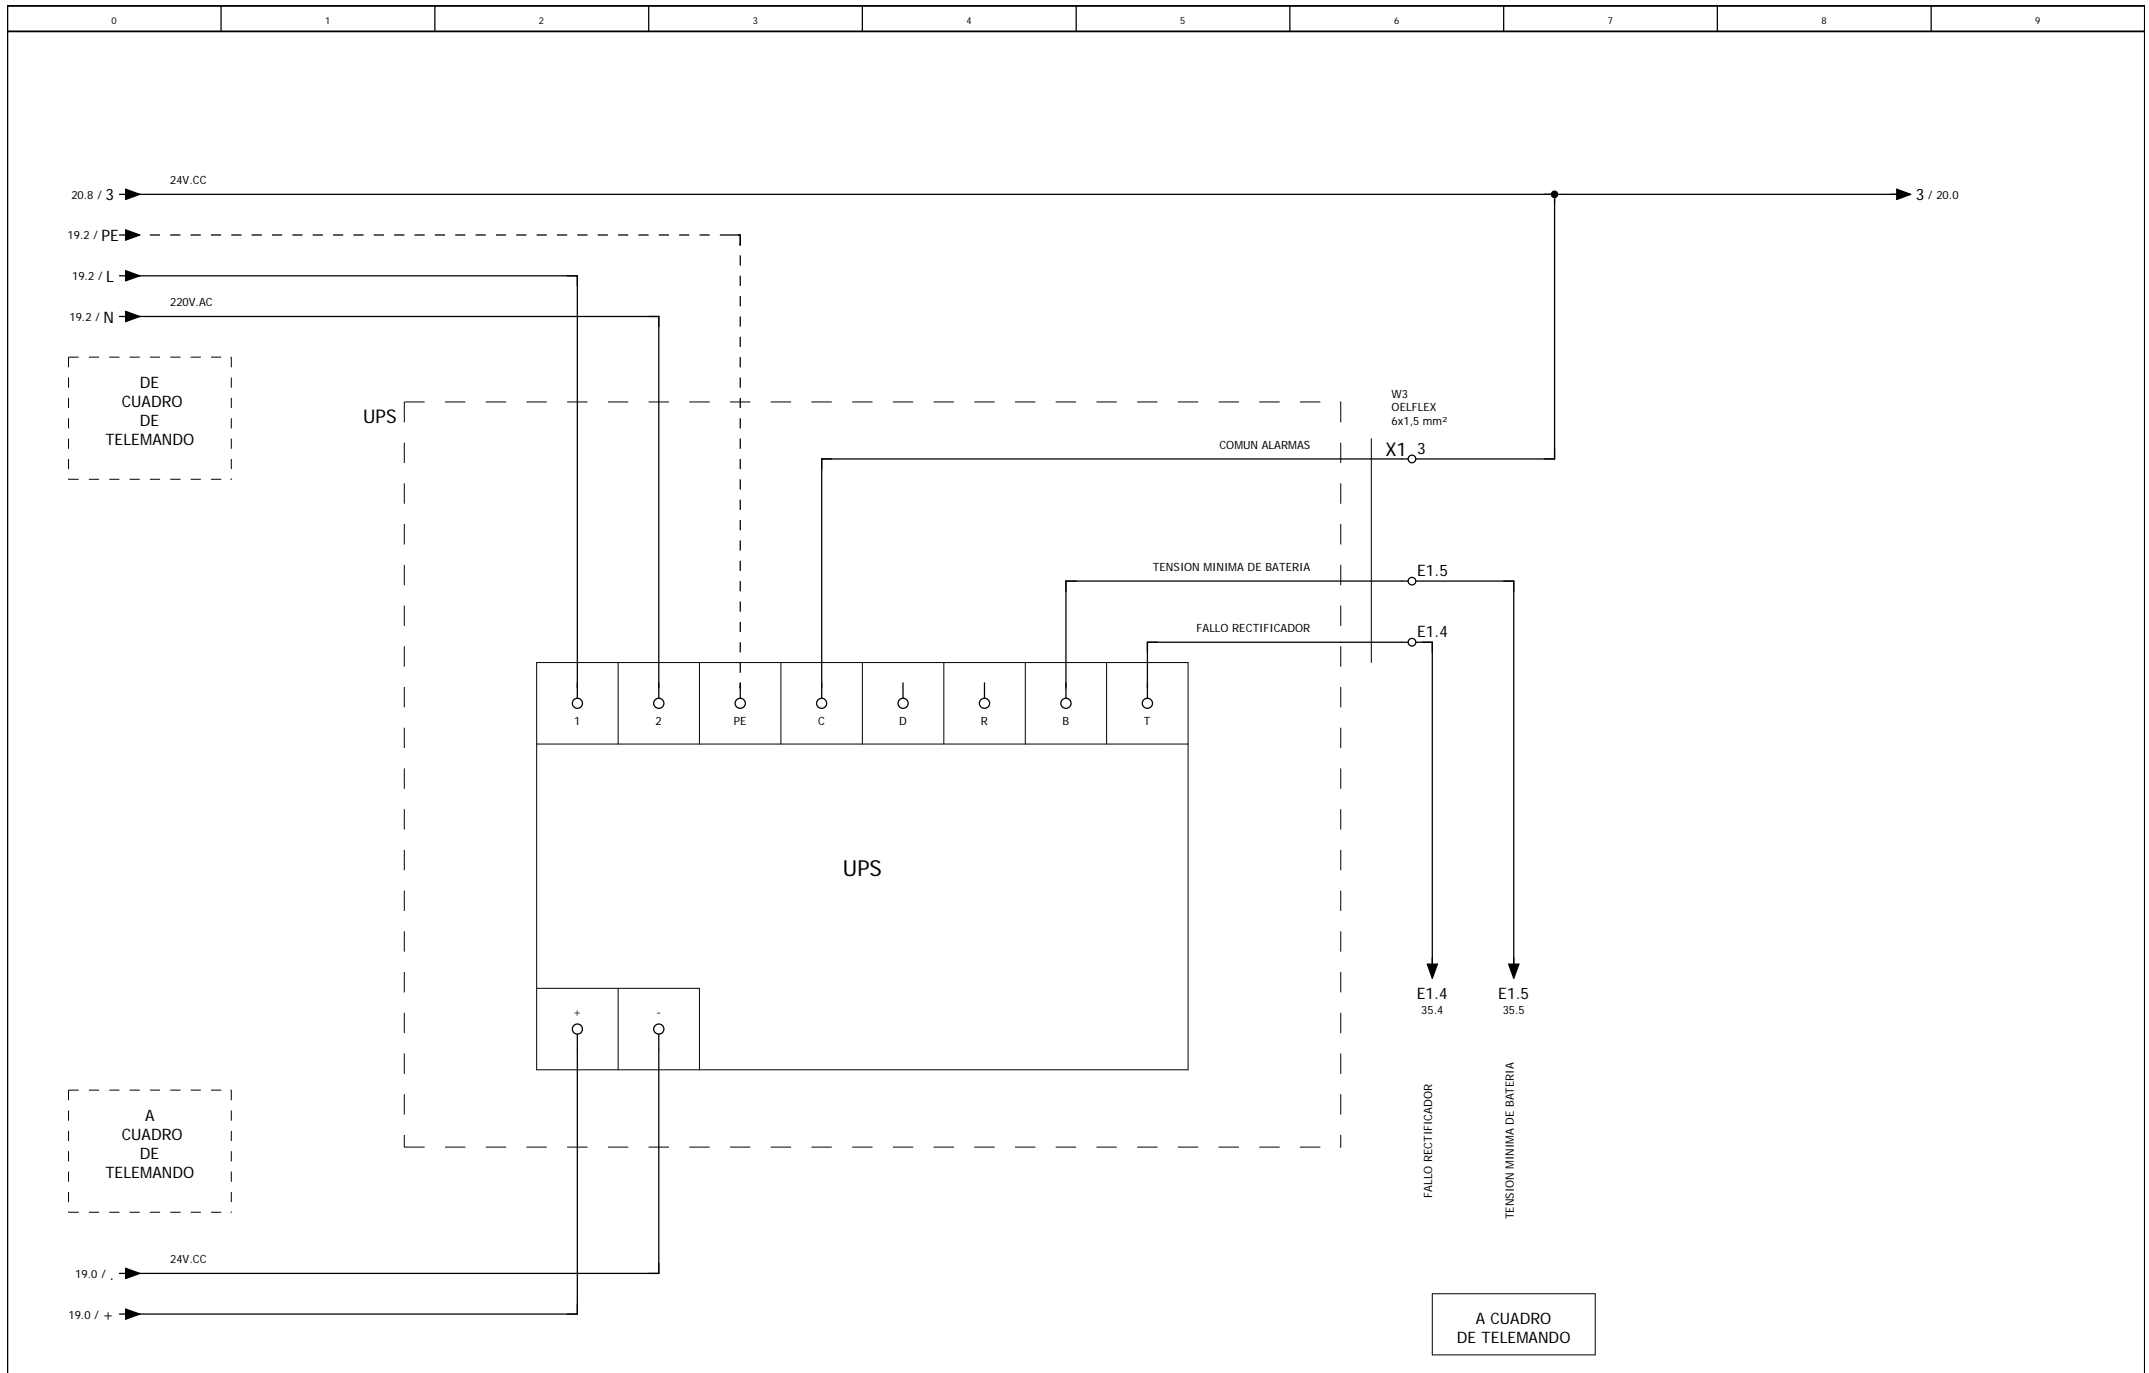 0 1 2 3 4 5 6 7 8 9
24V.CC
20.8 / 3
3 / 20.0
19.2 / PE
19.2 / L
220V.AC
19.2 / N
DE
CUADRO
DE
TELEMANDO
UPS
W3
OELFLEX
6x1,5 mm²
COMUN ALARMAS
X1 3
TENSION MINIMA DE BATERIA
E1.5
FALLO RECTIFICADOR
E1.4
1 2 PE C D R B T
UPS
+ -
E1.4
35.4
E1.5
35.5
FALLO RECTIFICADOR
TENSION MINIMA DE BATERIA
A
CUADRO
DE
TELEMANDO
24V.CC
19.0 / .
19.0 / +
A CUADRO
DE TELEMANDO